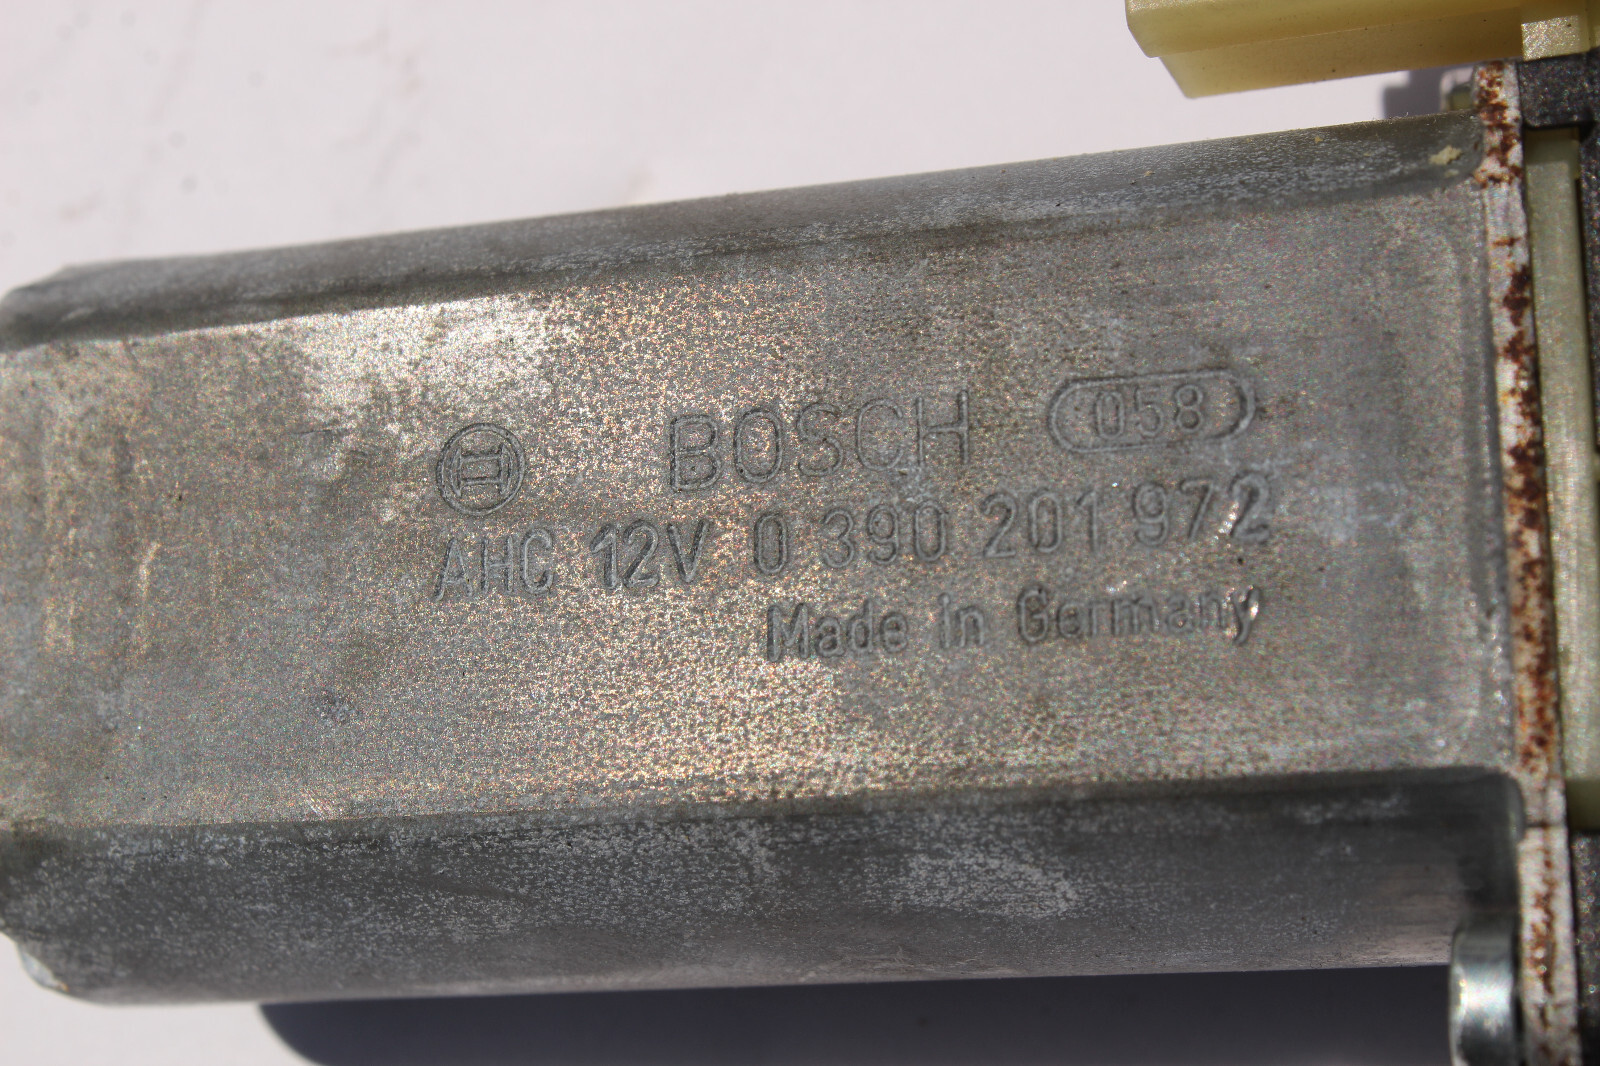 BOSCH 058
AHC 12V 0 390 201 972
Made in Germany